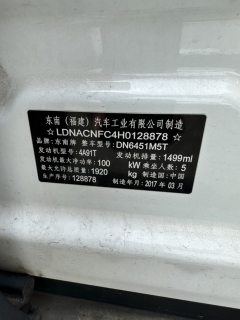 东南（福建）汽车工业有限公司制造
☆LDNACNFC4H0128878☆
品牌:东南牌 整车型号:DN6451M5T
发动机型号:4A91T 发动机排量:1499ml
发动机最大净功率:100 kW 乘坐人数:5
最大允许总质量:1920 kg 制造国:中国
生产序号:128878 制造年月:2017年03月